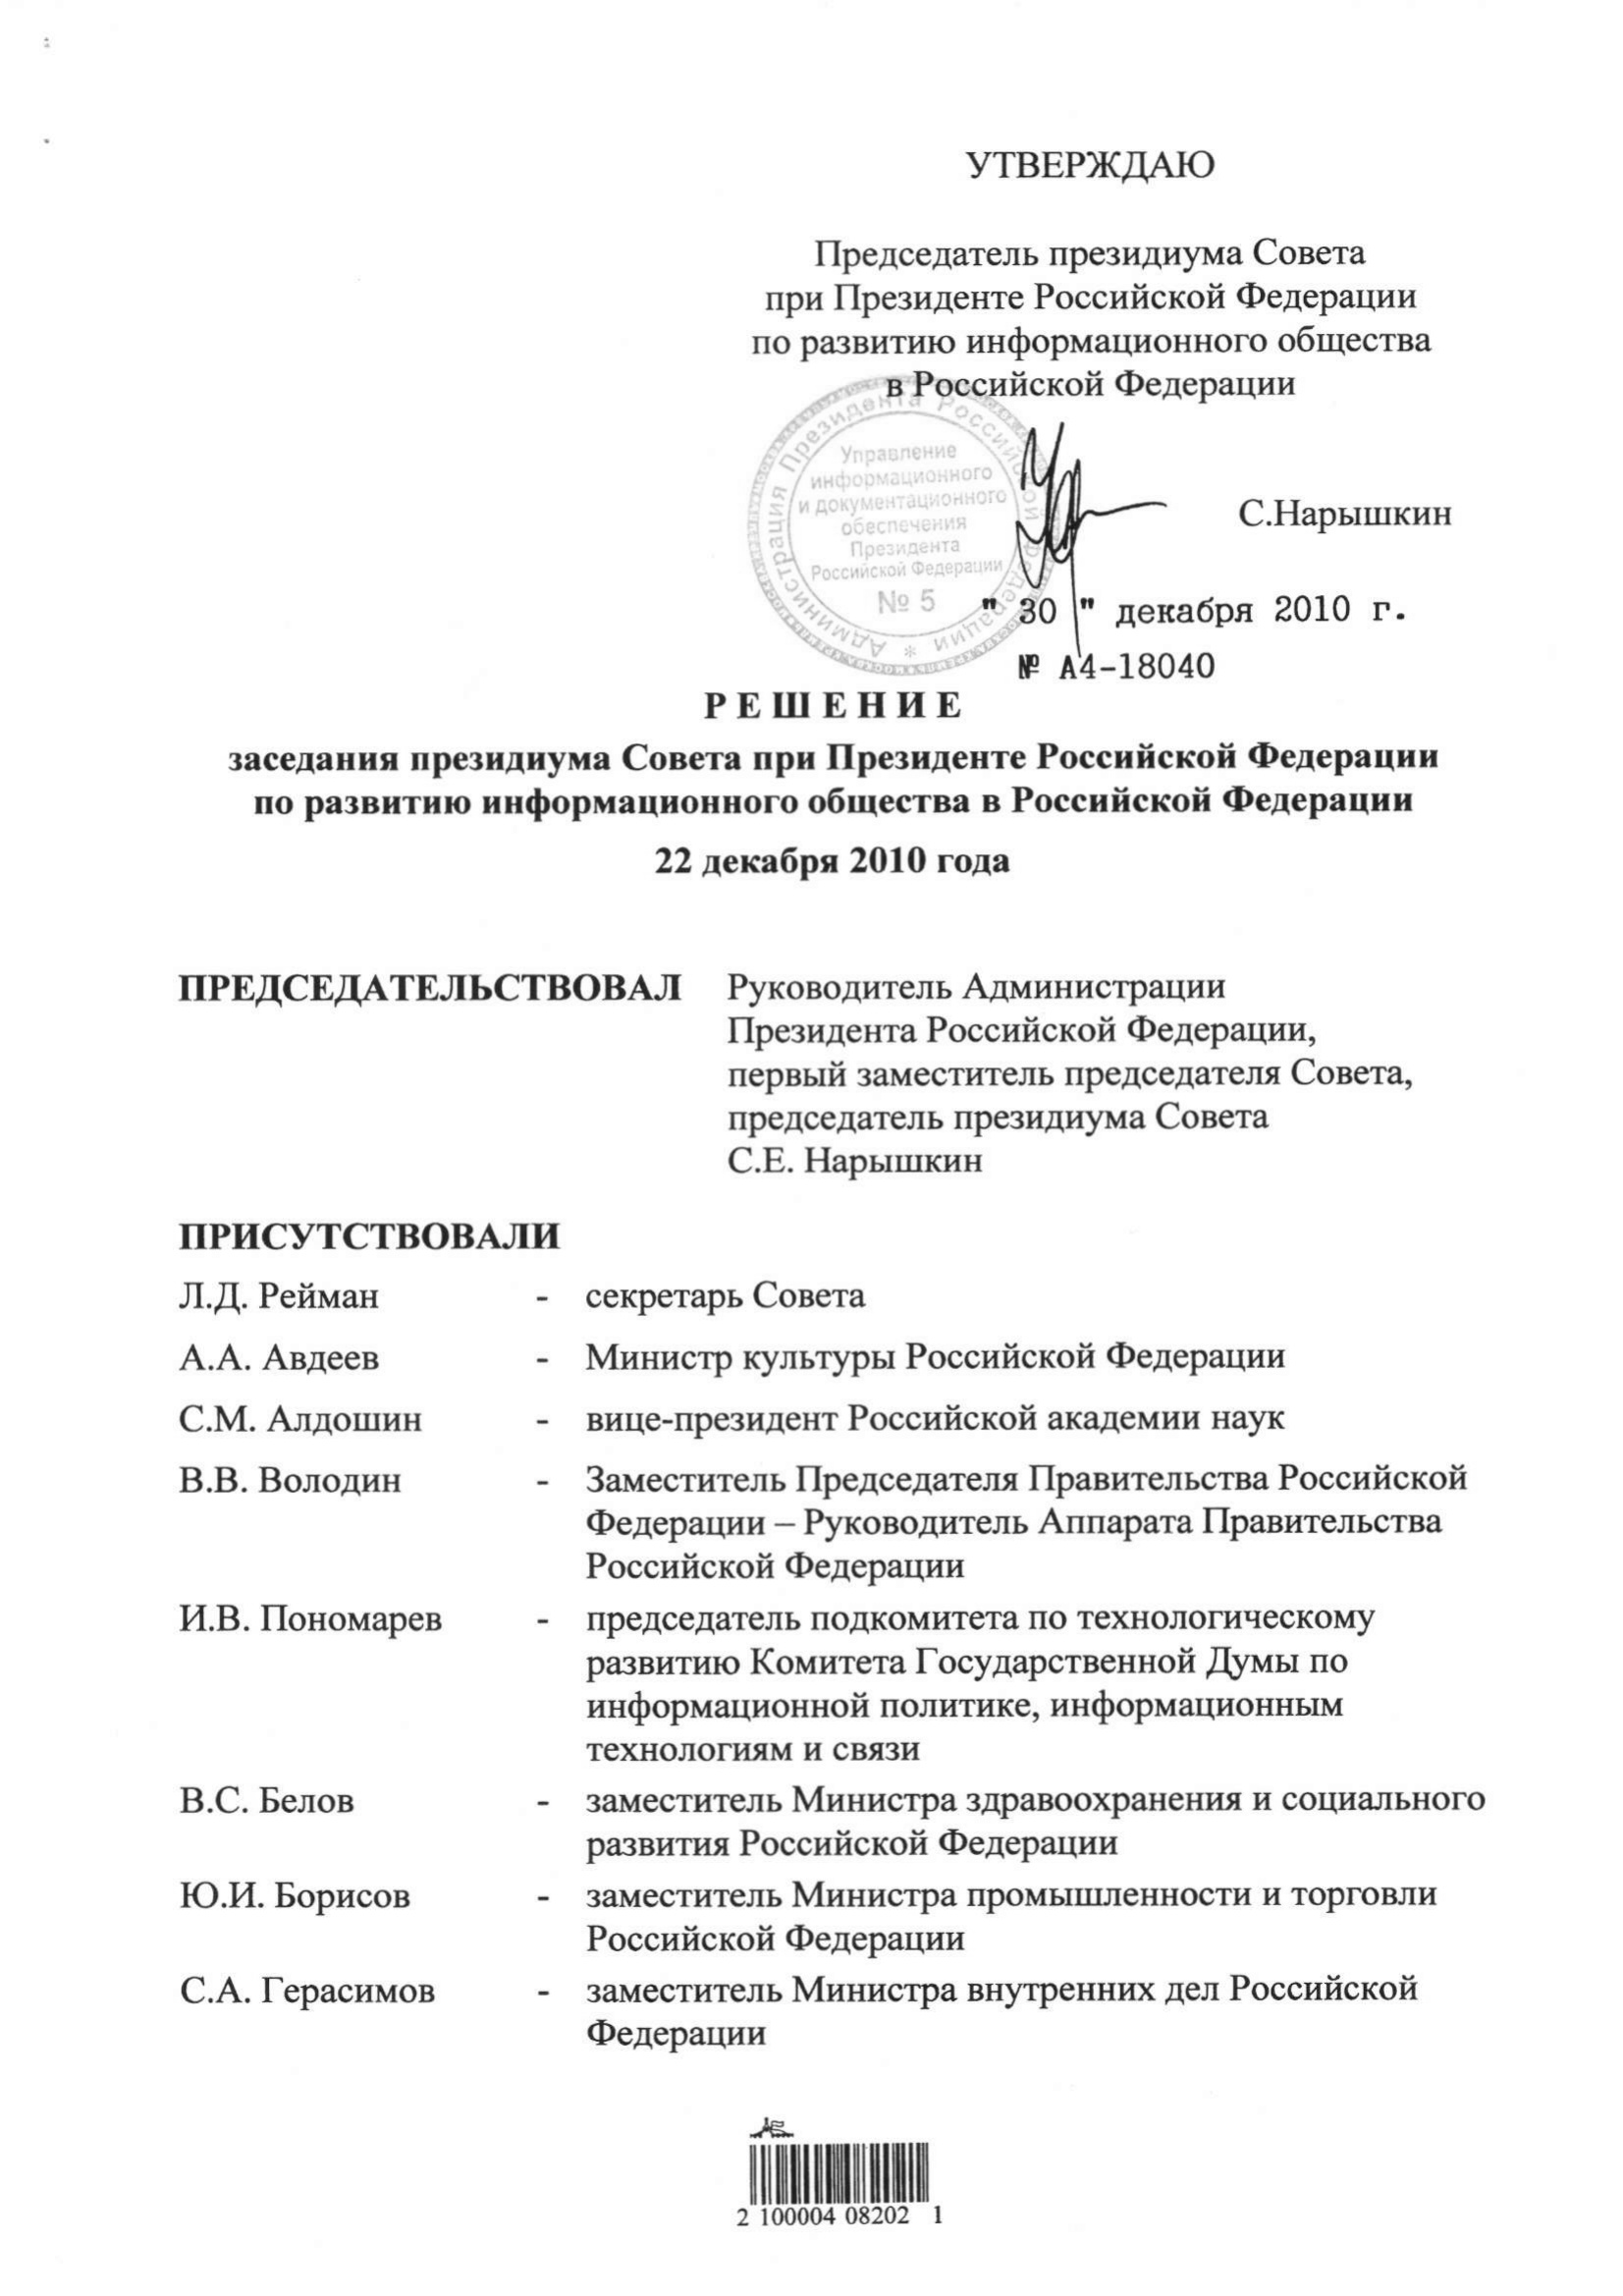 УТВЕРЖДАЮ
Председатель президиума Совета
при Президенте Российской Федерации
по развитию информационного общества
в Российской Федерации
Администрация Президента Российской Федерации *
Управление
информационного
и документационного
обеспечения
Президента
Российской Федерации
№ 5
С.Нарышкин
" 30 " декабря 2010 г.
№ А4-18040
Р Е Ш Е Н И Е
заседания президиума Совета при Президенте Российской Федерации
по развитию информационного общества в Российской Федерации
22 декабря 2010 года
ПРЕДСЕДАТЕЛЬСТВОВАЛ Руководитель Администрации
Президента Российской Федерации,
первый заместитель председателя Совета,
председатель президиума Совета
С.Е. Нарышкин
ПРИСУТСТВОВАЛИ
Л.Д. Рейман - секретарь Совета
А.А. Авдеев - Министр культуры Российской Федерации
С.М. Алдошин - вице-президент Российской академии наук
В.В. Володин - Заместитель Председателя Правительства Российской
Федерации – Руководитель Аппарата Правительства
Российской Федерации
И.В. Пономарев - председатель подкомитета по технологическому
развитию Комитета Государственной Думы по
информационной политике, информационным
технологиям и связи
В.С. Белов - заместитель Министра здравоохранения и социального
развития Российской Федерации
Ю.И. Борисов - заместитель Министра промышленности и торговли
Российской Федерации
С.А. Герасимов - заместитель Министра внутренних дел Российской
Федерации
2 100004 08202 1